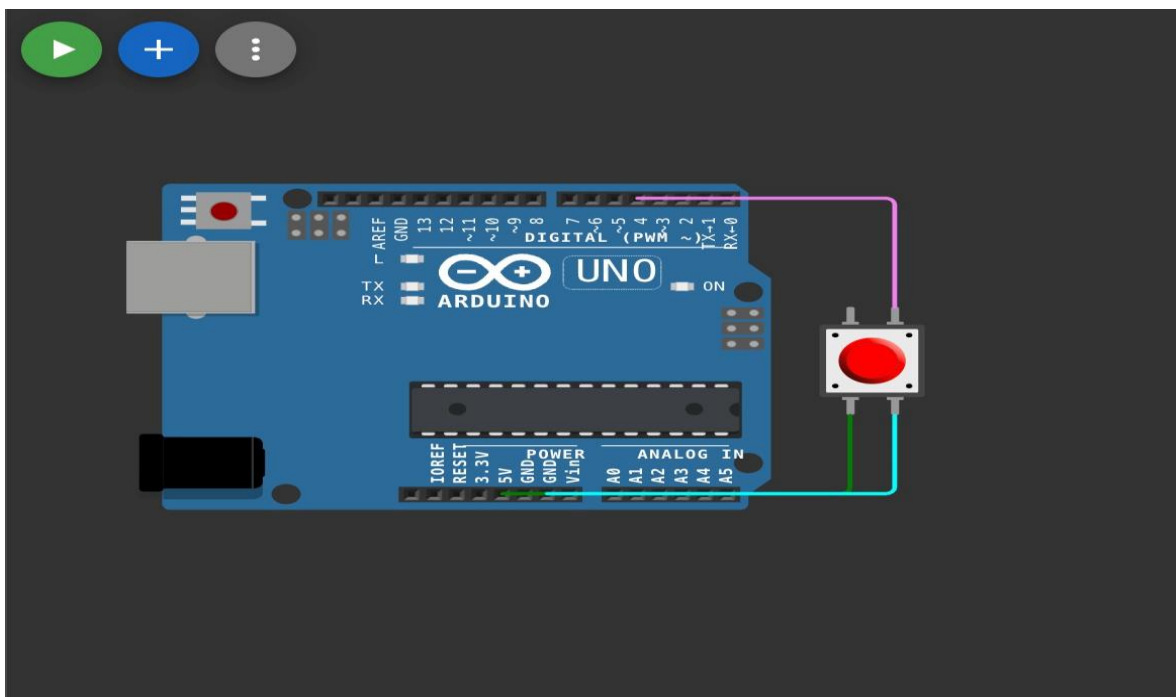 AREF
GND
13
12
~11
~10
~9
8
7
~6
~5
4
~3
~2
TX→1
RX←0
DIGITAL (PWM ~)
UNO
TX
RX
ARDUINO
ON
IOREF
RESET
3.3V
5V
GND
GND
Vin
POWER
ANALOG IN
A0
A1
A2
A3
A4
A5